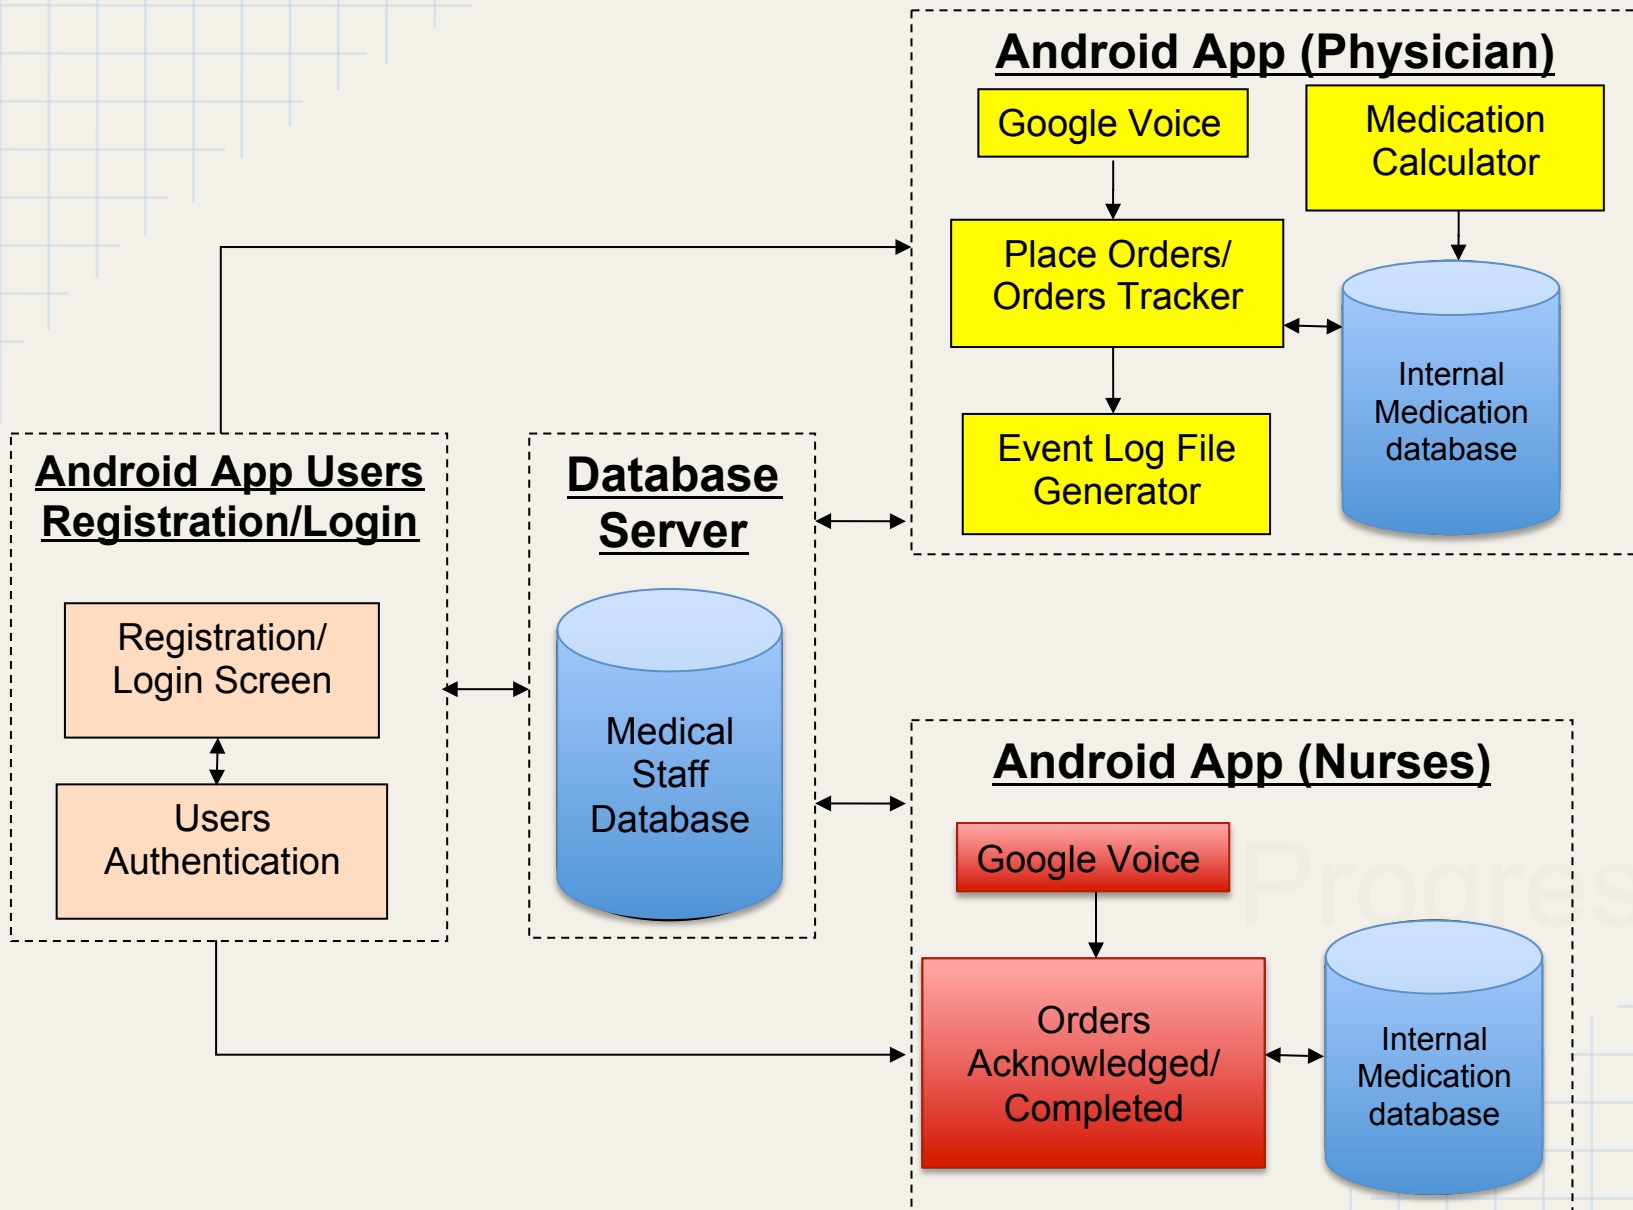 Android App (Physician)
Google Voice
Medication
Calculator
Place Orders/
Orders Tracker
Internal
Medication
database
Event Log File
Generator
Android App Users
Registration/Login
Registration/
Login Screen
Users
Authentication
Database
Server
Medical
Staff
Database
Android App (Nurses)
Google Voice
Progres
Orders
Acknowledged/
Completed
Internal
Medication
database